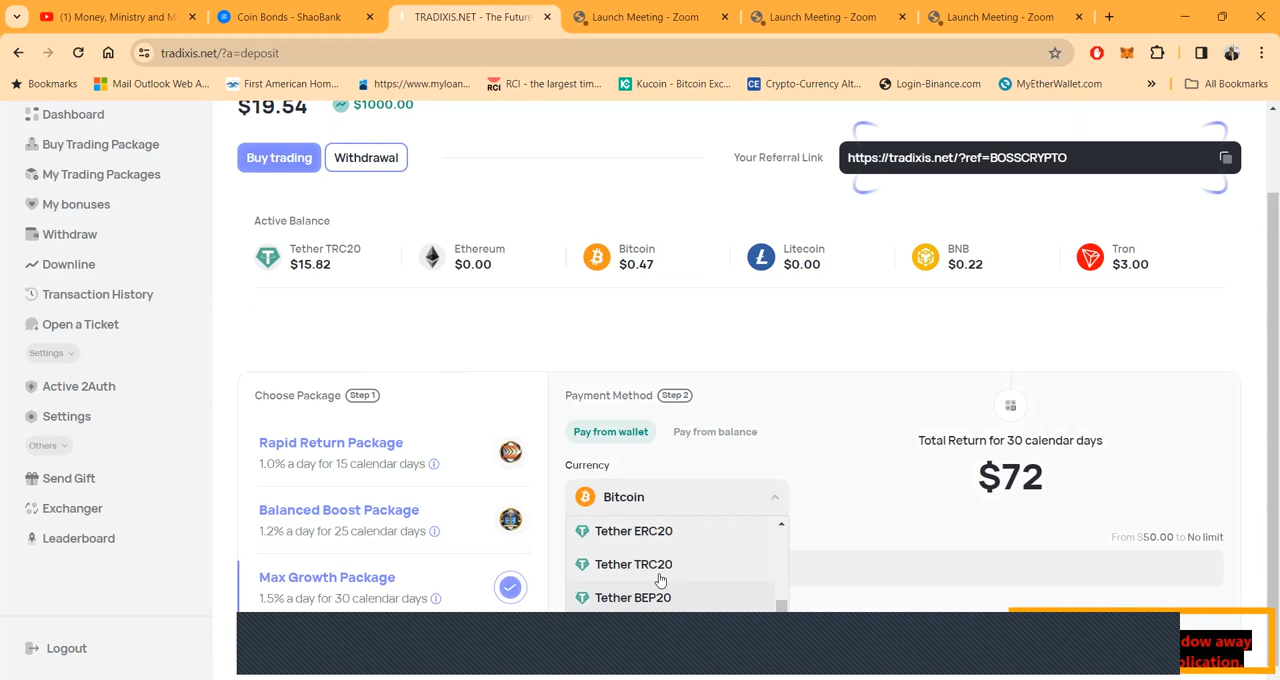 (1) Money, Ministry and M
Coin Bonds - ShaoBank
TRADIXIS.NET - The Future
Launch Meeting - Zoom
Launch Meeting - Zoom
Launch Meeting - Zoom
tradixis.net/?a=deposit
Bookmarks
Mail Outlook Web A...
First American Hom...
https://www.myloan...
RCI - the largest tim...
Kucoin - Bitcoin Exc...
CE Crypto-Currency Alt...
Login-Binance.com
MyEtherWallet.com
All Bookmarks
$19.54
$1000.00
Dashboard
Buy Trading Package
My Trading Packages
My bonuses
Withdraw
Downline
Transaction History
Open a Ticket
Settings
Active 2Auth
Settings
Others
Send Gift
Exchanger
Leaderboard
Logout
Buy trading
Withdrawal
Your Referral Link
https://tradixis.net/?ref=BOSSCRYPTO
Active Balance
Tether TRC20
$15.82
Ethereum
$0.00
Bitcoin
$0.47
Litecoin
$0.00
BNB
$0.22
Tron
$3.00
Choose Package Step 1
Rapid Return Package
1.0% a day for 15 calendar days
Balanced Boost Package
1.2% a day for 25 calendar days
Max Growth Package
1.5% a day for 30 calendar days
Payment Method Step 2
Pay from wallet
Pay from balance
Currency
Bitcoin
Tether ERC20
Tether TRC20
Tether BEP20
Total Return for 30 calendar days
$72
From $50.00 to No limit
dow away
plication.